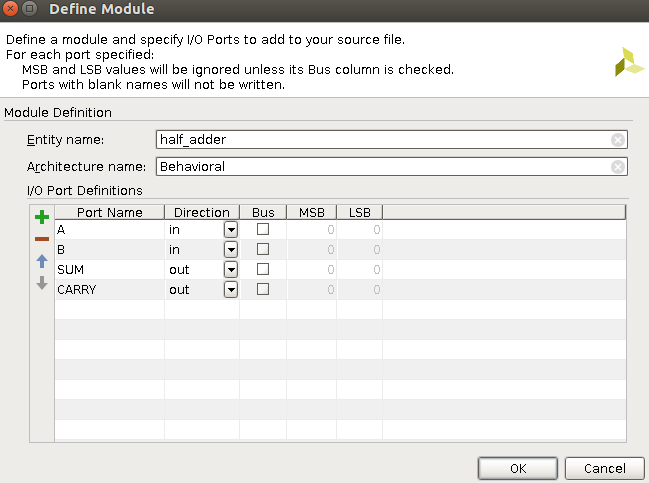 Define Module
Define a module and specify I/O Ports to add to your source file.
For each port specified:
MSB and LSB values will be ignored unless its Bus column is checked.
Ports with blank names will not be written.
Module Definition
Entity name: half_adder
Architecture name: Behavioral
I/O Port Definitions
Port Name Direction Bus MSB LSB
A in 0 0
B in 0 0
SUM out 0 0
CARRY out 0 0
OK Cancel